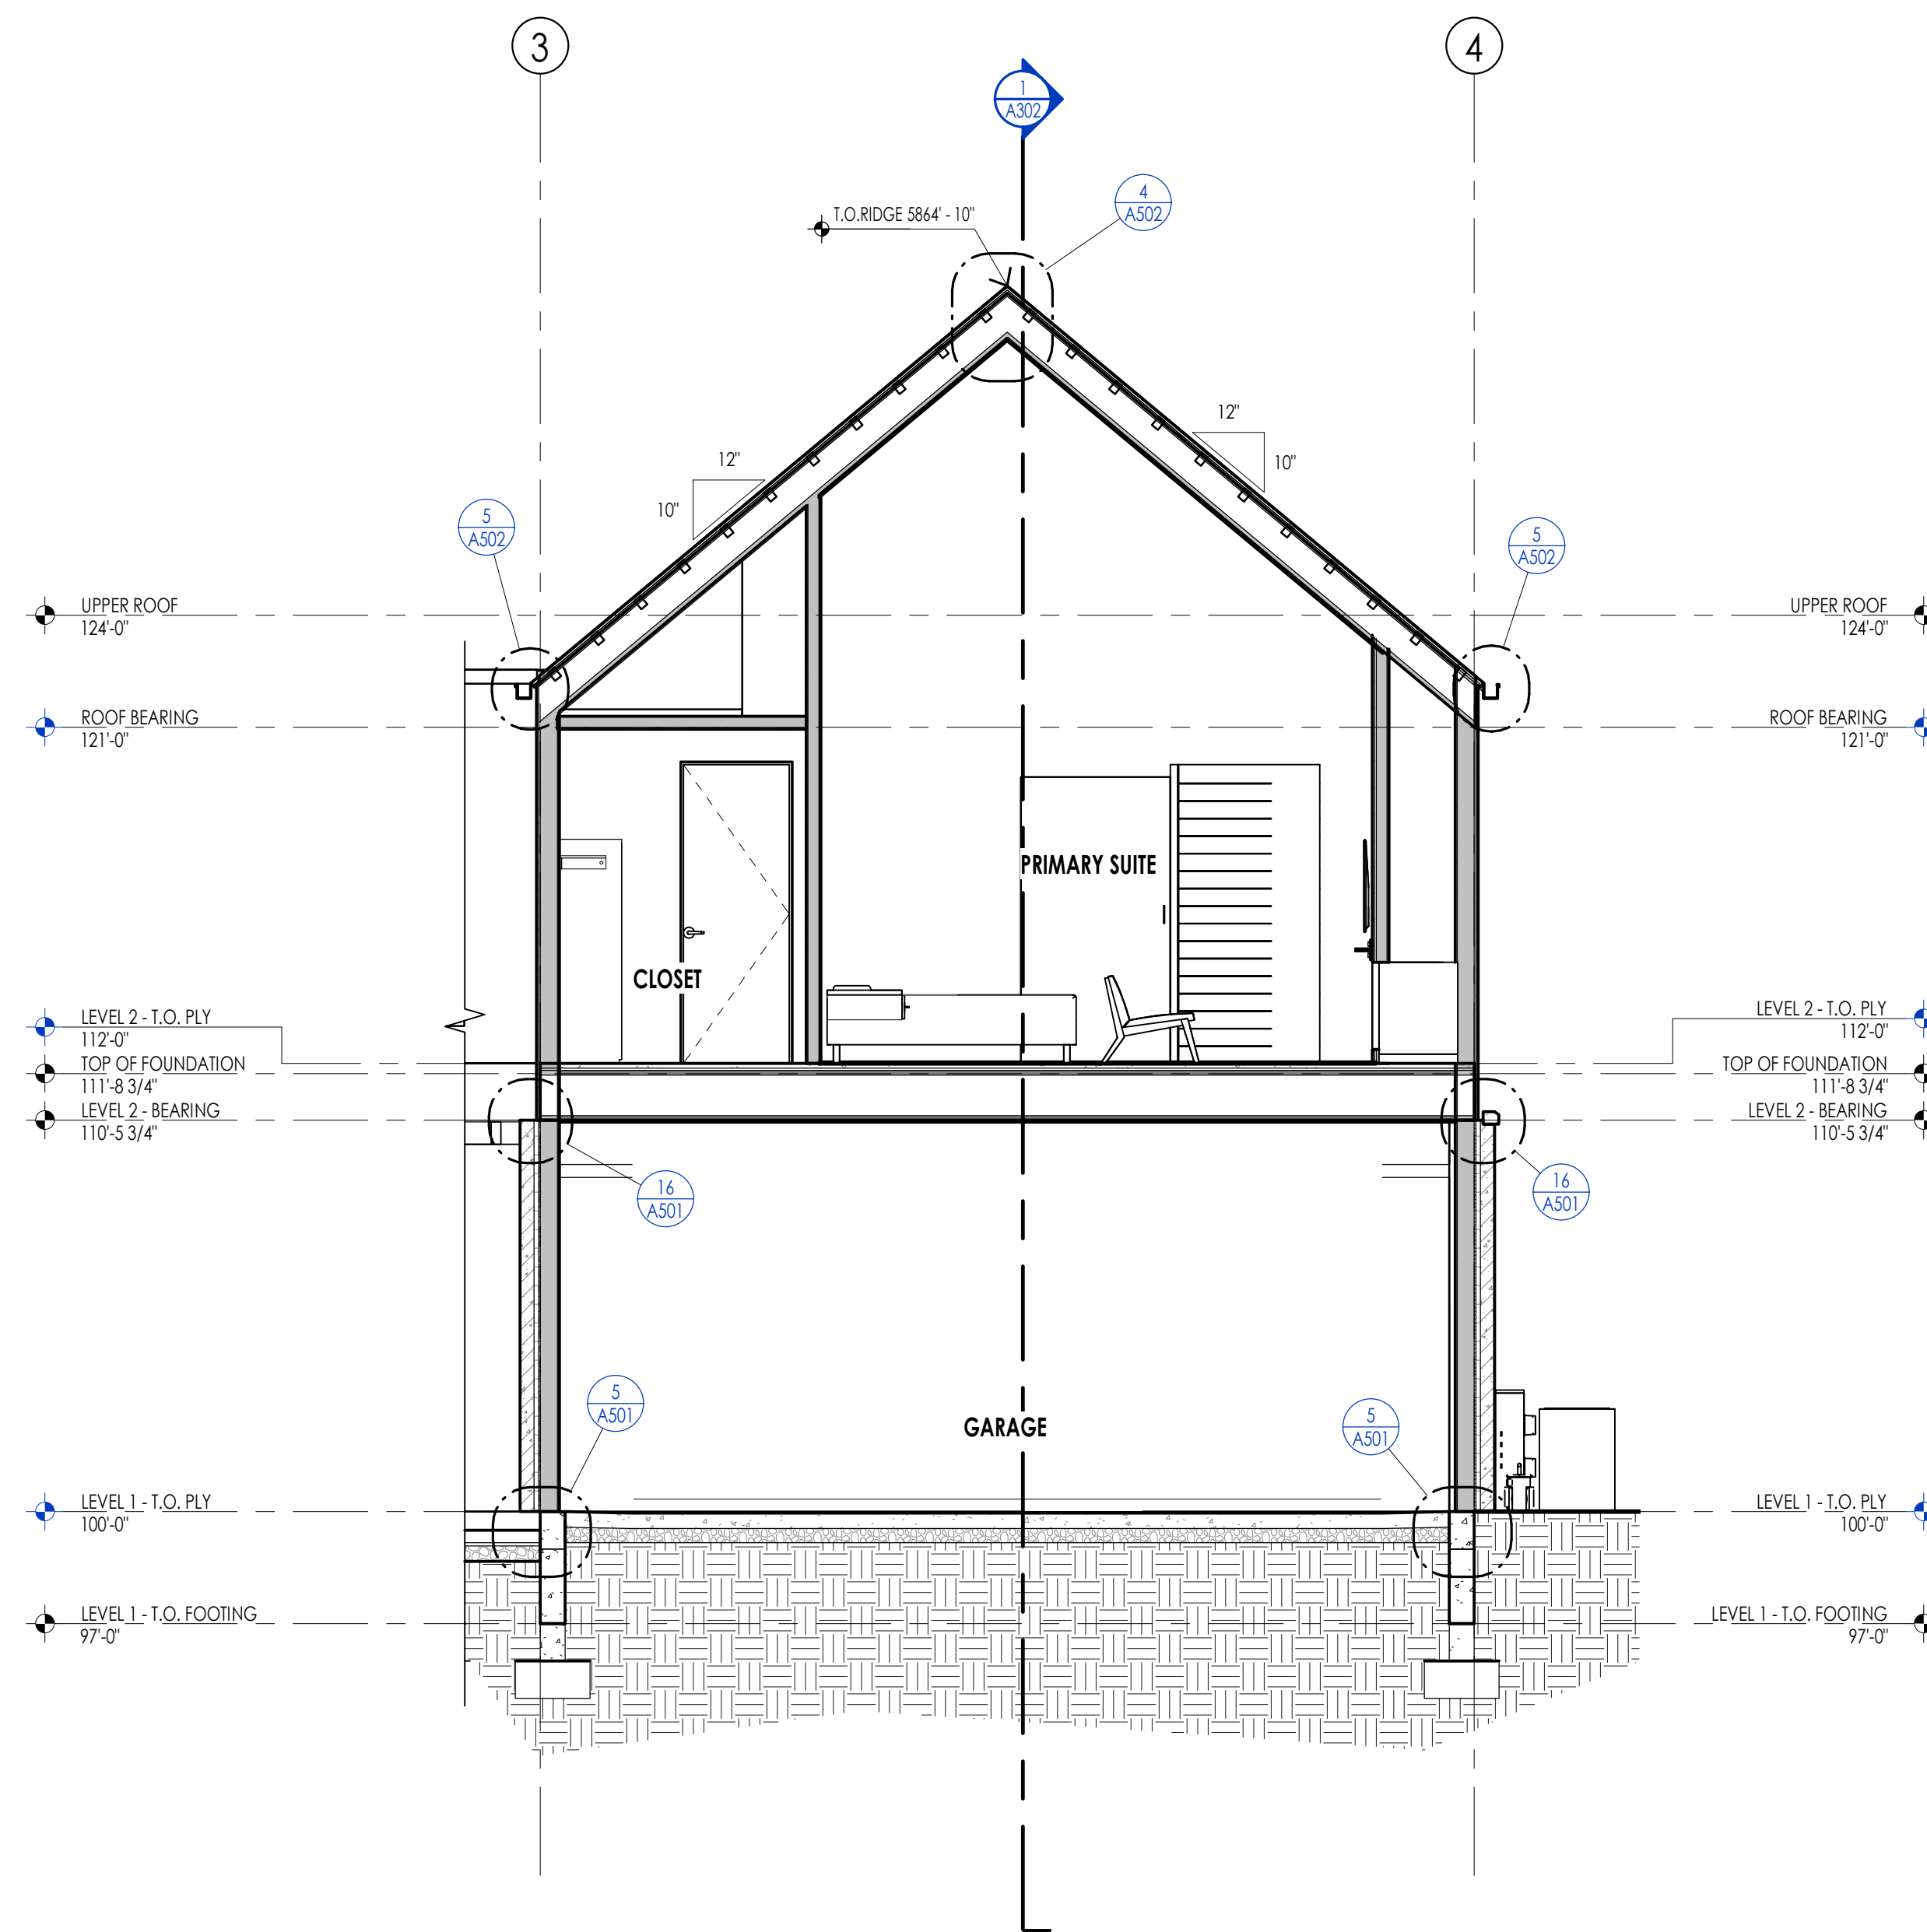 3
4
1
A302
4
A502
T.O.RIDGE 5864' - 10"
12"
10"
12"
10"
5
A502
5
A502
UPPER ROOF
124'-0"
UPPER ROOF
124'-0"
ROOF BEARING
121'-0"
ROOF BEARING
121'-0"
PRIMARY SUITE
CLOSET
LEVEL 2 - T.O. PLY
112'-0"
LEVEL 2 - T.O. PLY
112'-0"
TOP OF FOUNDATION
111'-8 3/4"
TOP OF FOUNDATION
111'-8 3/4"
LEVEL 2 - BEARING
110'-5 3/4"
LEVEL 2 - BEARING
110'-5 3/4"
16
A501
16
A501
5
A501
5
A501
GARAGE
LEVEL 1 - T.O. PLY
100'-0"
LEVEL 1 - T.O. PLY
100'-0"
LEVEL 1 - T.O. FOOTING
97'-0"
LEVEL 1 - T.O. FOOTING
97'-0"